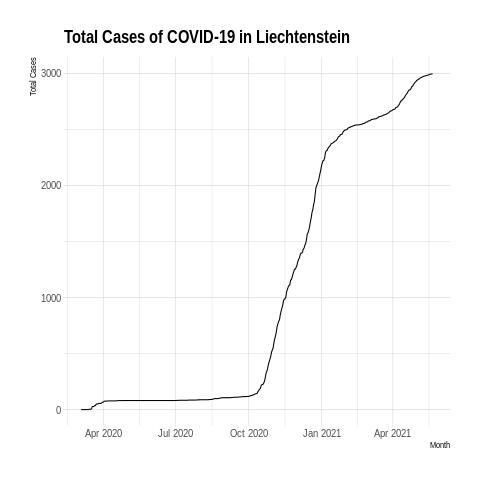 Total Cases of COVID-19 in Liechtenstein
Total Cases
3000
2000
1000
0
Apr 2020 Jul 2020 Oct 2020 Jan 2021 Apr 2021
Month